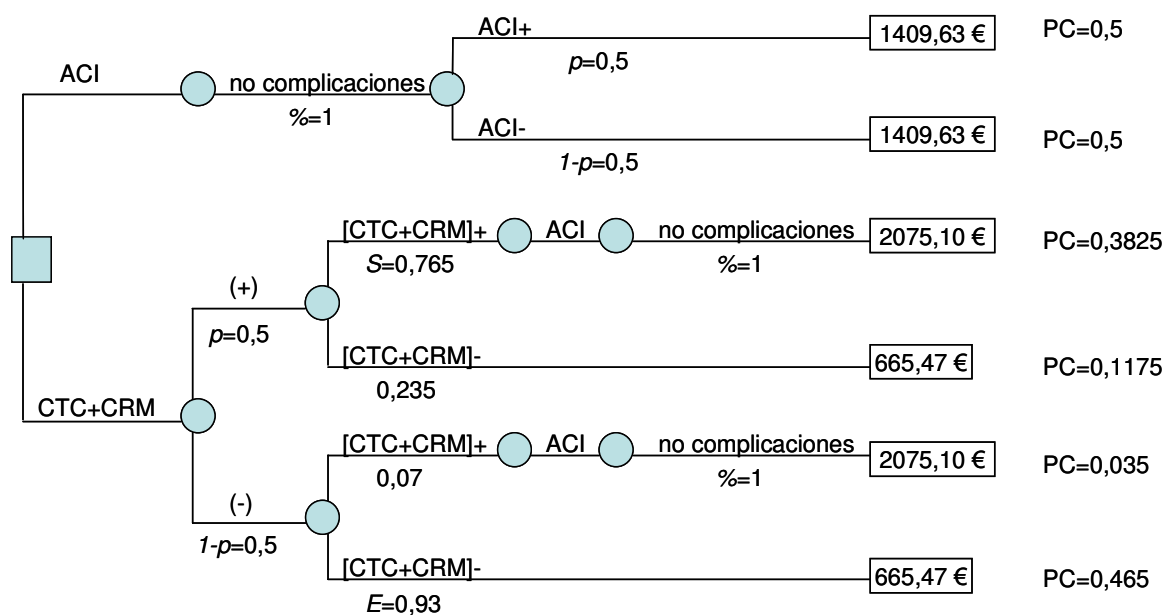 ACI+
1409,63 €
PC=0,5
p=0,5
ACI
no complicaciones
%=1
ACI-
1409,63 €
PC=0,5
1-p=0,5
[CTC+CRM]+
ACI
no complicaciones
2075,10 €
PC=0,3825
S=0,765
%=1
(+)
p=0,5
[CTC+CRM]-
665,47 €
PC=0,1175
0,235
CTC+CRM
[CTC+CRM]+
ACI
no complicaciones
2075,10 €
PC=0,035
0,07
%=1
(-)
1-p=0,5
[CTC+CRM]-
665,47 €
PC=0,465
E=0,93